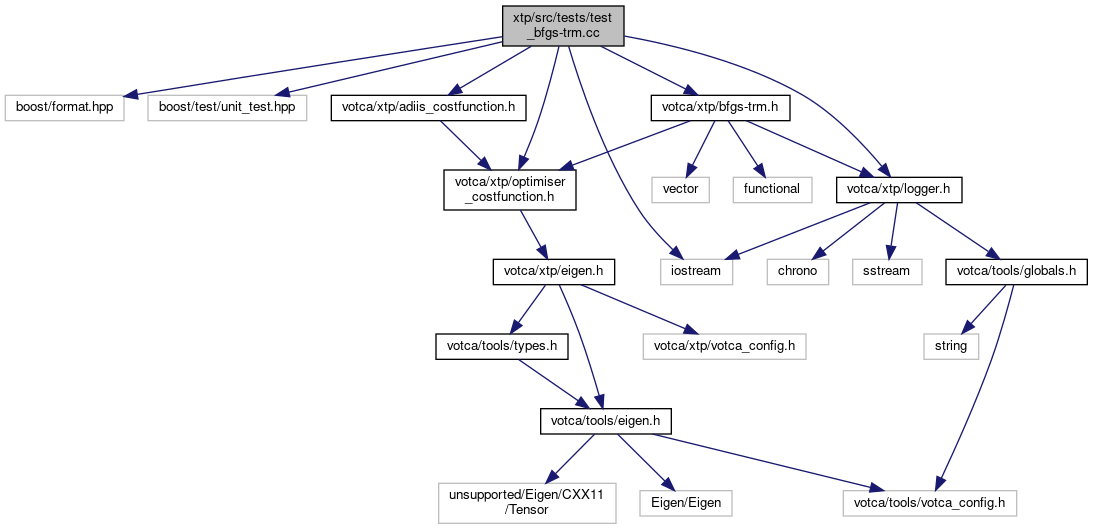 xtp/src/tests/test
_bfgs-trm.cc
boost/format.hpp
boost/test/unit_test.hpp
votca/xtp/adiis_costfunction.h
votca/xtp/bfgs-trm.h
votca/xtp/optimiser
_costfunction.h
vector
functional
votca/xtp/logger.h
votca/xtp/eigen.h
iostream
chrono
sstream
votca/tools/globals.h
votca/tools/types.h
votca/xtp/votca_config.h
string
votca/tools/eigen.h
unsupported/Eigen/CXX11
/Tensor
Eigen/Eigen
votca/tools/votca_config.h